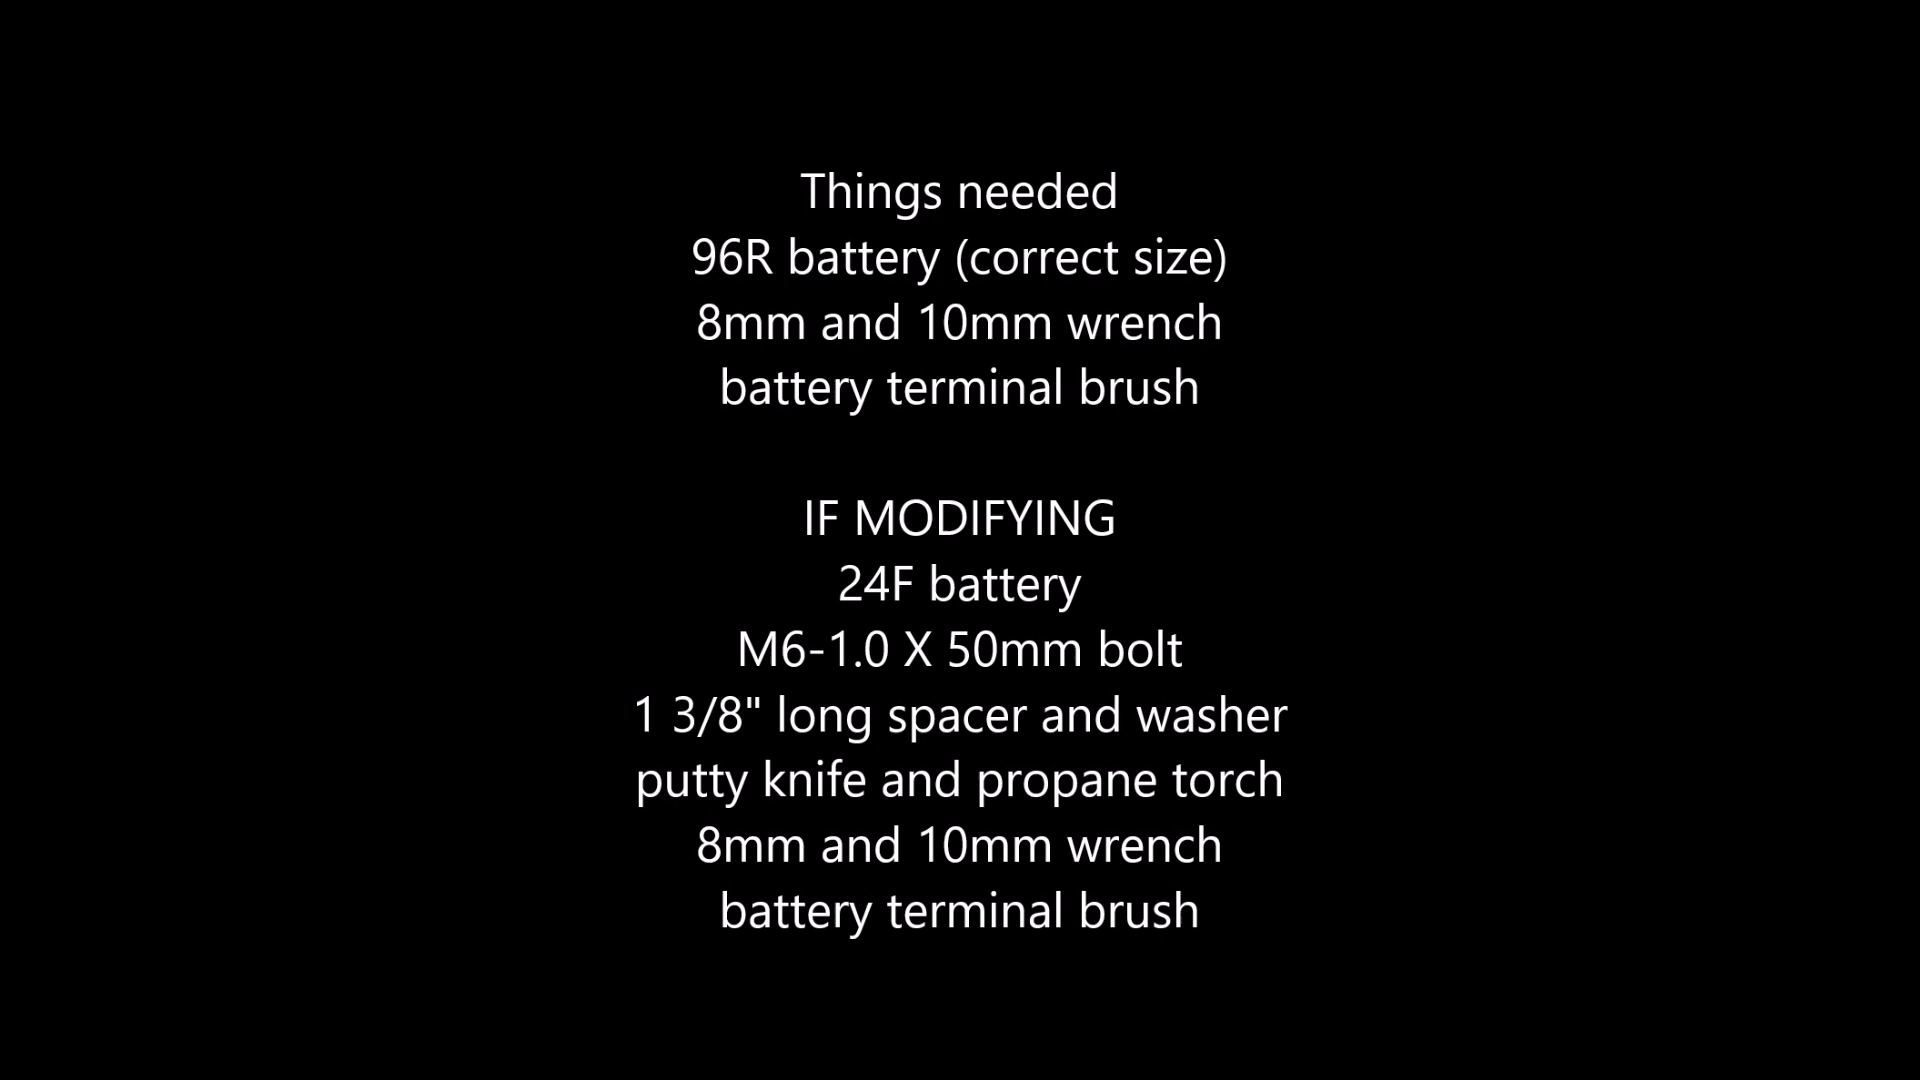 Things needed
96R battery (correct size)
8mm and 10mm wrench
battery terminal brush
IF MODIFYING
24F battery
M6-1.0 X 50mm bolt
1 3/8" long spacer and washer
putty knife and propane torch
8mm and 10mm wrench
battery terminal brush